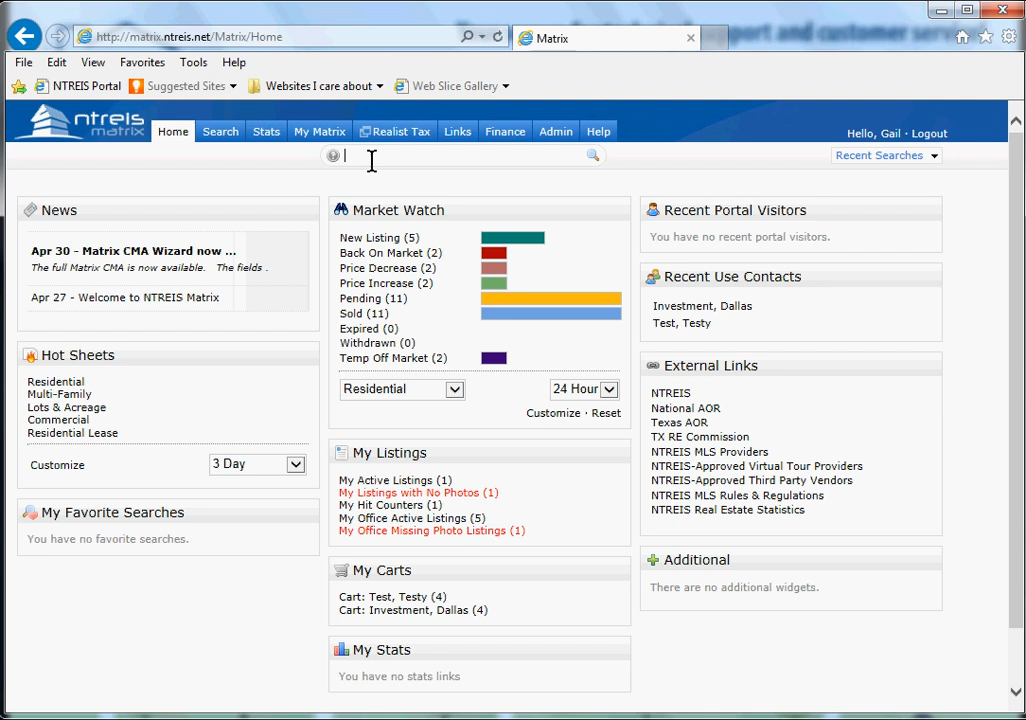 port and customer serv
http://matrix.ntreis.net/Matrix/Home
Matrix
File Edit View Favorites Tools Help
NTREIS Portal Suggested Sites Websites I care about Web Slice Gallery
ntreis
matrix
Home Search Stats My Matrix Realist Tax Links Finance Admin Help
Hello, Gail · Logout
Recent Searches
News
Apr 30 - Matrix CMA Wizard now ...
The full Matrix CMA is now available. The fields .
Apr 27 - Welcome to NTREIS Matrix
Hot Sheets
Residential
Multi-Family
Lots & Acreage
Commercial
Residential Lease
Customize 3 Day
My Favorite Searches
You have no favorite searches.
Market Watch
New Listing (5)
Back On Market (2)
Price Decrease (2)
Price Increase (2)
Pending (11)
Sold (11)
Expired (0)
Withdrawn (0)
Temp Off Market (2)
Residential 24 Hour
Customize · Reset
My Listings
My Active Listings (1)
My Listings with No Photos (1)
My Hit Counters (1)
My Office Active Listings (5)
My Office Missing Photo Listings (1)
My Carts
Cart: Test, Testy (4)
Cart: Investment, Dallas (4)
My Stats
You have no stats links
Recent Portal Visitors
You have no recent portal visitors.
Recent Use Contacts
Investment, Dallas
Test, Testy
External Links
NTREIS
National AOR
Texas AOR
TX RE Commission
NTREIS MLS Providers
NTREIS-Approved Virtual Tour Providers
NTREIS-Approved Third Party Vendors
NTREIS MLS Rules & Regulations
NTREIS Real Estate Statistics
Additional
There are no additional widgets.